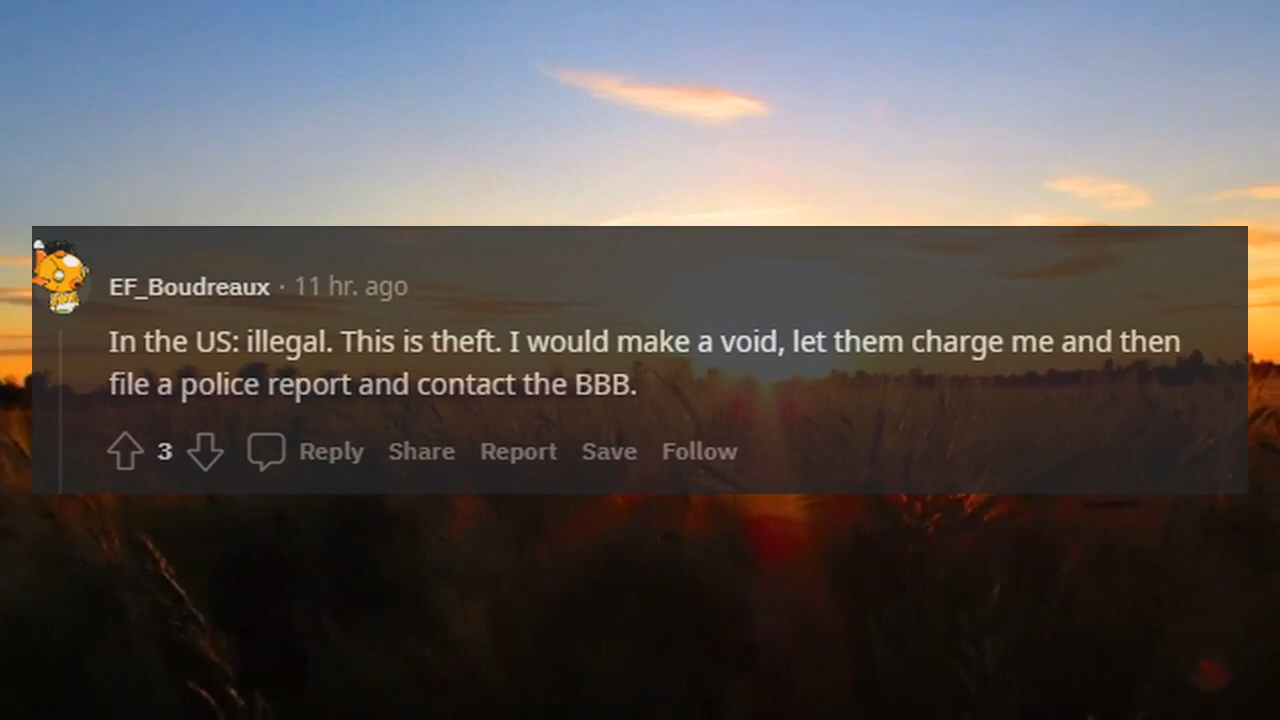 EF_Boudreaux · 11 hr. ago
In the US: illegal. This is theft. I would make a void, let them charge me and then
file a police report and contact the BBB.
3 Reply Share Report Save Follow